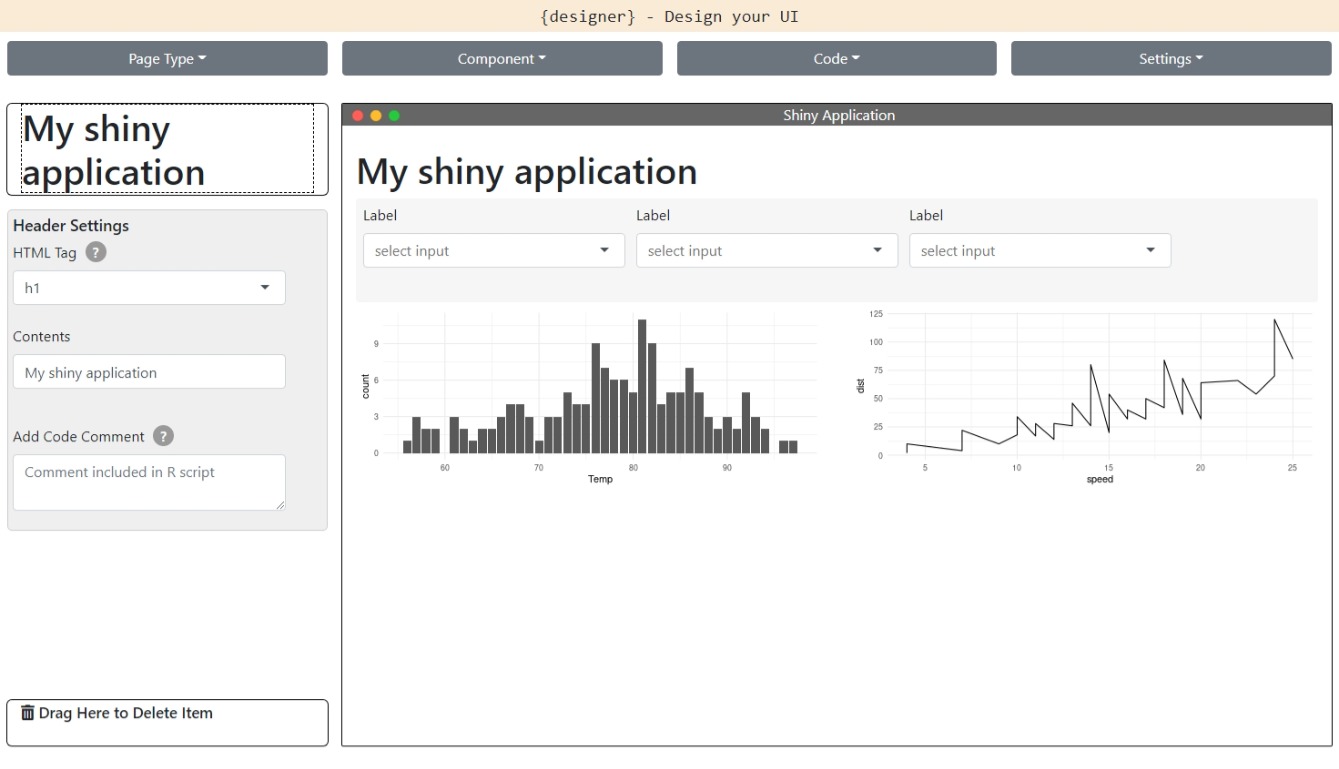 {designer} - Design your UI
Page Type
Component
Code
Settings
My shiny
application
Header Settings
HTML Tag ?
h1
Contents
My shiny application
Add Code Comment ?
Comment included in R script
Drag Here to Delete Item
Shiny Application
My shiny application
Label
Label
Label
select input
select input
select input
count
9
6
3
0
60 70 80 90
Temp
dist
125
100
75
50
25
0
5 10 15 20 25
speed